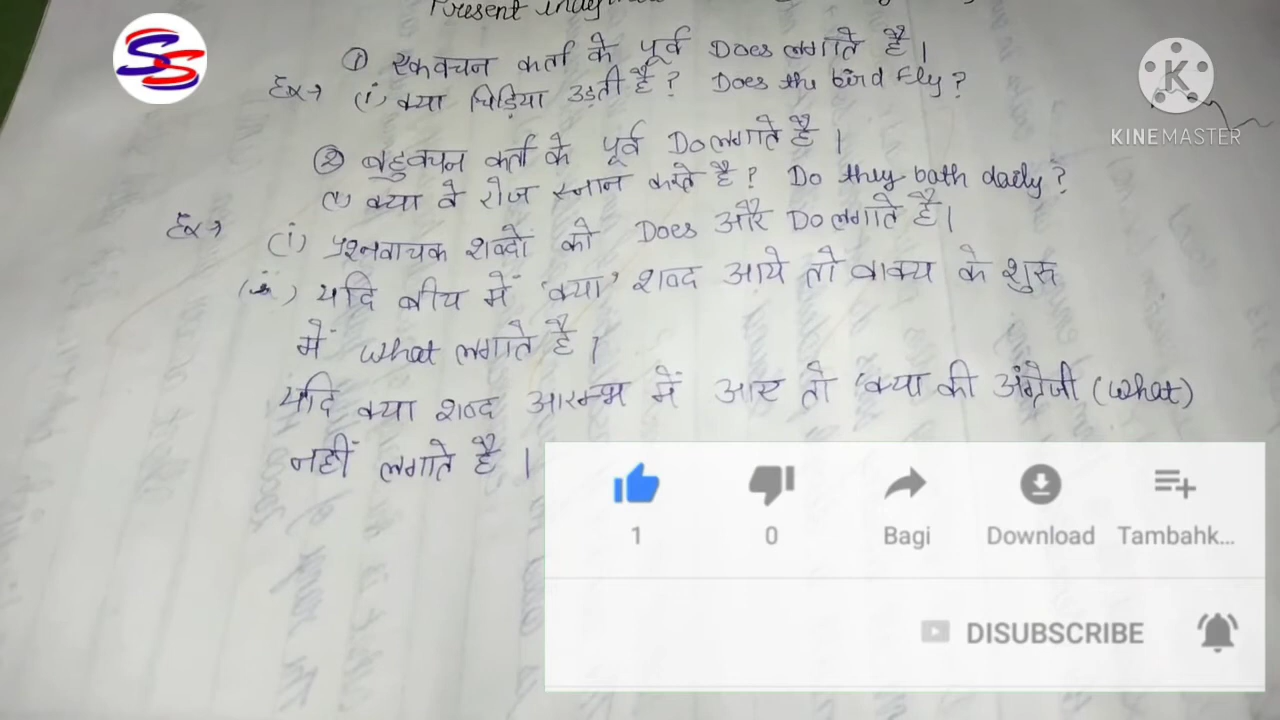 Present
① एकवचन कर्ता के पूर्व Does लगाते है।
Ex→ (i) क्या चिड़िया उड़ती है? Does the bird Fly?
② बहुवचन कर्ता के पूर्व Do लगाते है।
(i) क्या वे रोज स्नान करते है? Do they bath daily?
Ex→ (i) प्रश्नवाचक शब्दों को Does और Do लगाते है।
यदि बीच में 'क्या' शब्द आये तो वाक्य के शुरु
में what लगाते है।
यदि क्या शब्द आरम्भ में आए तो 'क्या की अंग्रेजी (what)
नहीं लगाते है।
SS
K
KINEMASTER
1
0
Bagi
Download
Tambahk...
DISUBSCRIBE